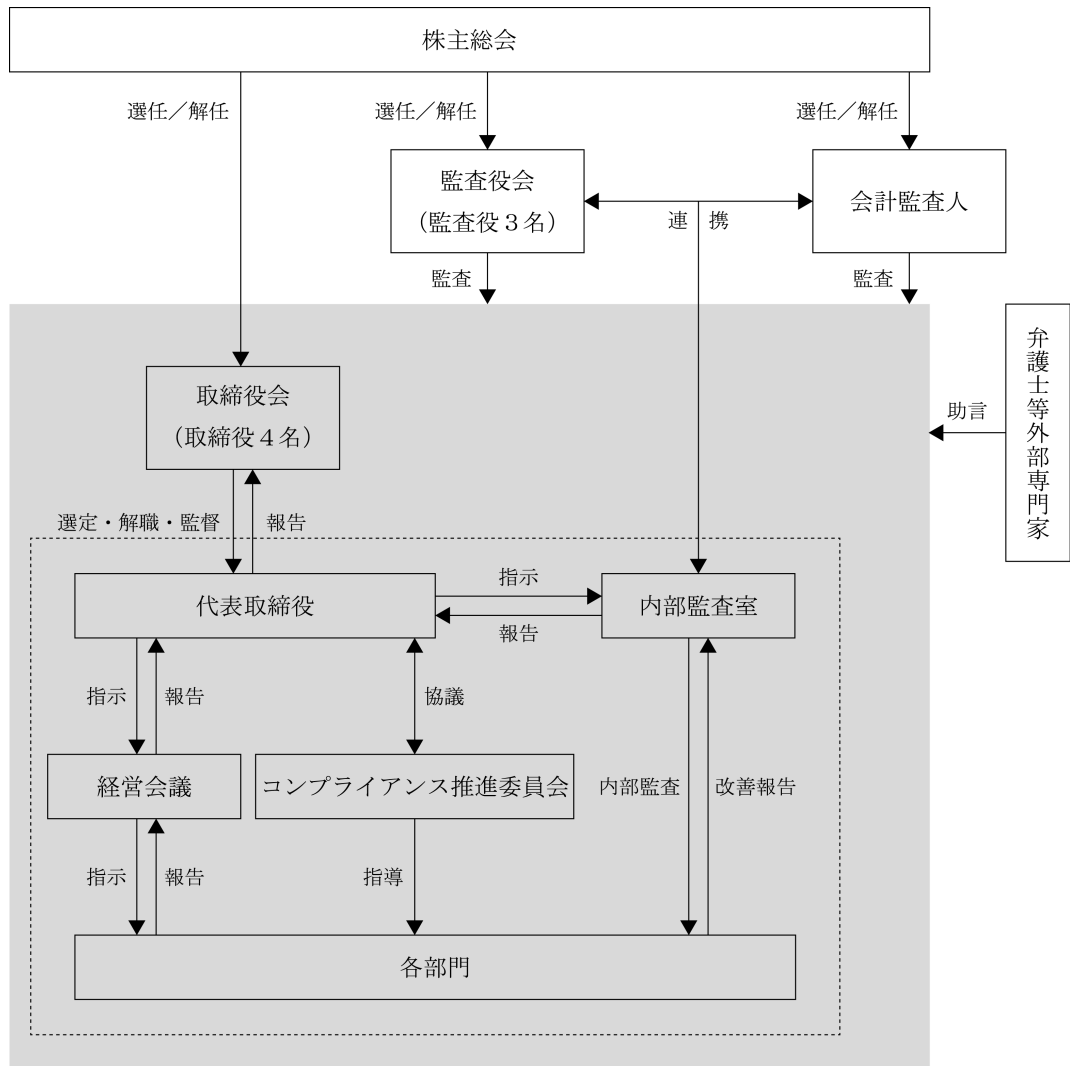 株主総会
選任／解任
選任／解任
選任／解任
監査役会
（監査役３名）
会計監査人
連携
監査
監査
弁護士等外部専門家
助言
取締役会
（取締役４名）
選定・解職・監督
報告
代表取締役
指示
報告
内部監査室
指示
報告
協議
経営会議
コンプライアンス推進委員会
内部監査
改善報告
指示
報告
指導
各部門